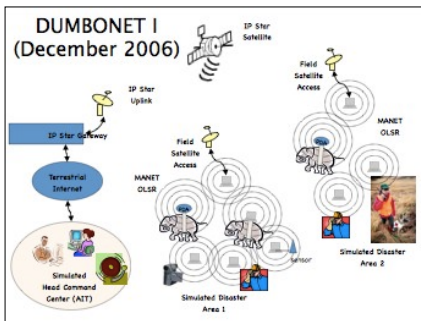 DUMBONET I
(December 2006)
IP Star
Satellite
IP Star
Uplink
IP Star Gateway
Terrestrial
Internet
Simulated
Head Command
Center (AIT)
Field
Satellite
Access
MANET
OLSR
PDA
sensor
Simulated Disaster
Area 1
Field
Satellite
Access
MANET
OLSR
PDA
Simulated Disaster
Area 2